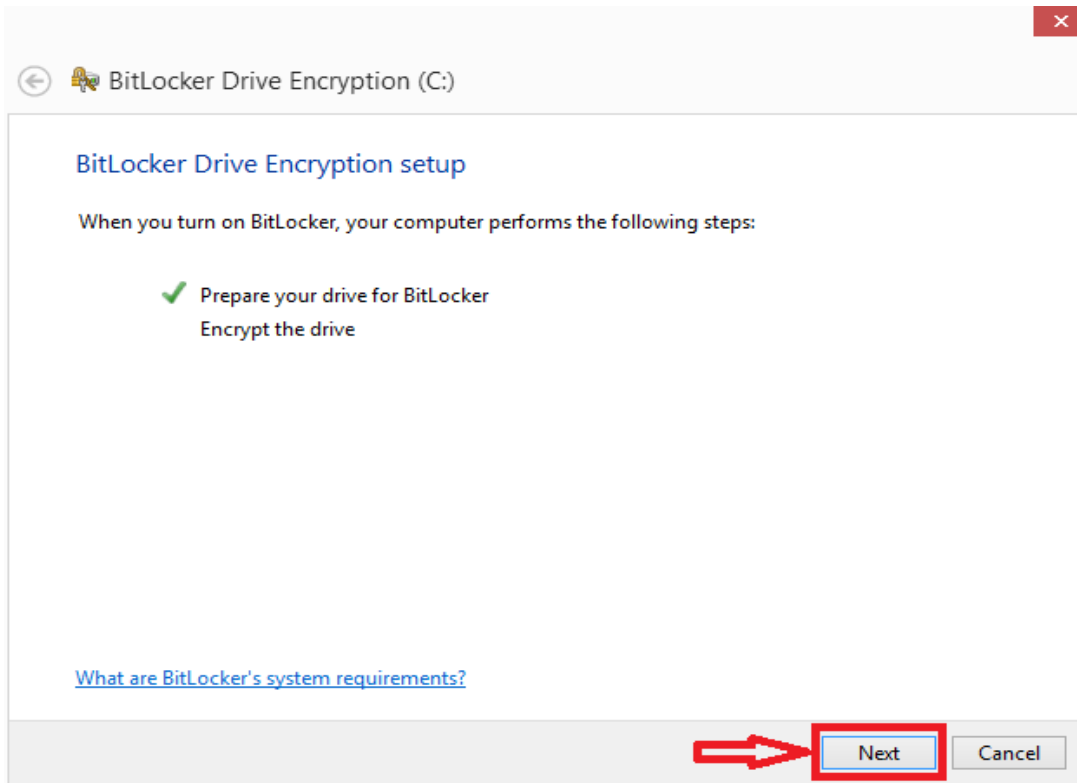 BitLocker Drive Encryption (C:)
BitLocker Drive Encryption setup
When you turn on BitLocker, your computer performs the following steps:
Prepare your drive for BitLocker
Encrypt the drive
What are BitLocker's system requirements?
Next
Cancel